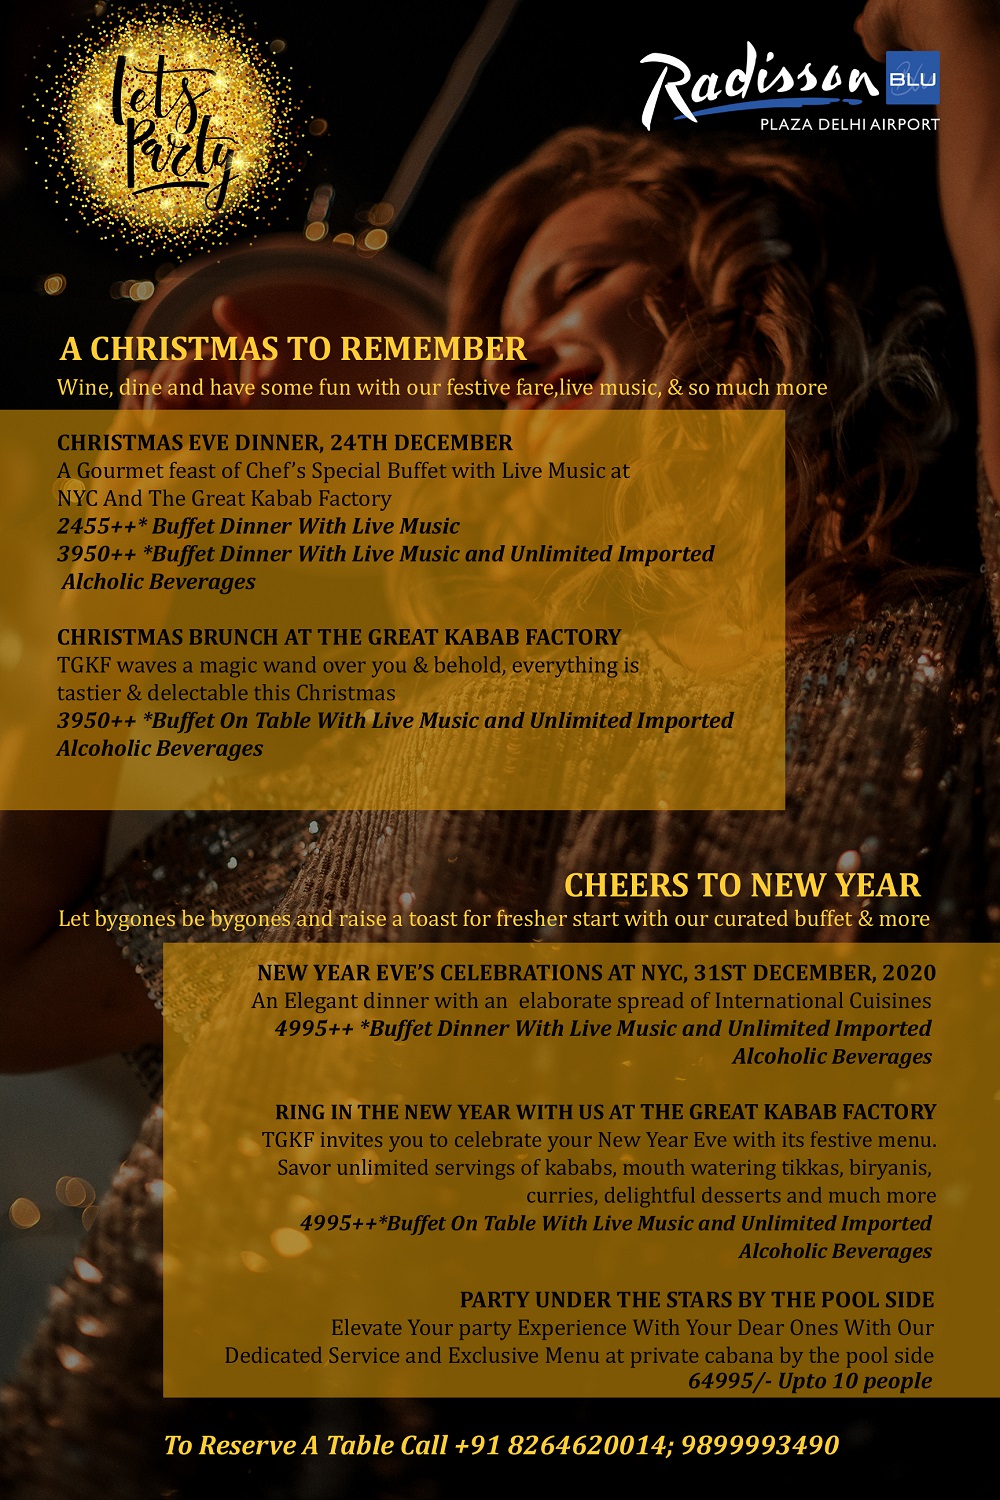 Let's
Party
Radisson BLU
PLAZA DELHI AIRPORT
A CHRISTMAS TO REMEMBER
Wine, dine and have some fun with our festive fare,live music, & so much more
CHRISTMAS EVE DINNER, 24TH DECEMBER
A Gourmet feast of Chef’s Special Buffet with Live Music at
NYC And The Great Kabab Factory
2455++* Buffet Dinner With Live Music
3950++ *Buffet Dinner With Live Music and Unlimited Imported
Alcholic Beverages
CHRISTMAS BRUNCH AT THE GREAT KABAB FACTORY
TGKF waves a magic wand over you & behold, everything is
tastier & delectable this Christmas
3950++ *Buffet On Table With Live Music and Unlimited Imported
Alcoholic Beverages
CHEERS TO NEW YEAR
Let bygones be bygones and raise a toast for fresher start with our curated buffet & more
NEW YEAR EVE’S CELEBRATIONS AT NYC, 31ST DECEMBER, 2020
An Elegant dinner with an elaborate spread of International Cuisines
4995++ *Buffet Dinner With Live Music and Unlimited Imported
Alcoholic Beverages
RING IN THE NEW YEAR WITH US AT THE GREAT KABAB FACTORY
TGKF invites you to celebrate your New Year Eve with its festive menu.
Savor unlimited servings of kababs, mouth watering tikkas, biryanis,
curries, delightful desserts and much more
4995++*Buffet On Table With Live Music and Unlimited Imported
Alcoholic Beverages
PARTY UNDER THE STARS BY THE POOL SIDE
Elevate Your party Experience With Your Dear Ones With Our
Dedicated Service and Exclusive Menu at private cabana by the pool side
64995/- Upto 10 people
To Reserve A Table Call +91 8264620014; 9899993490